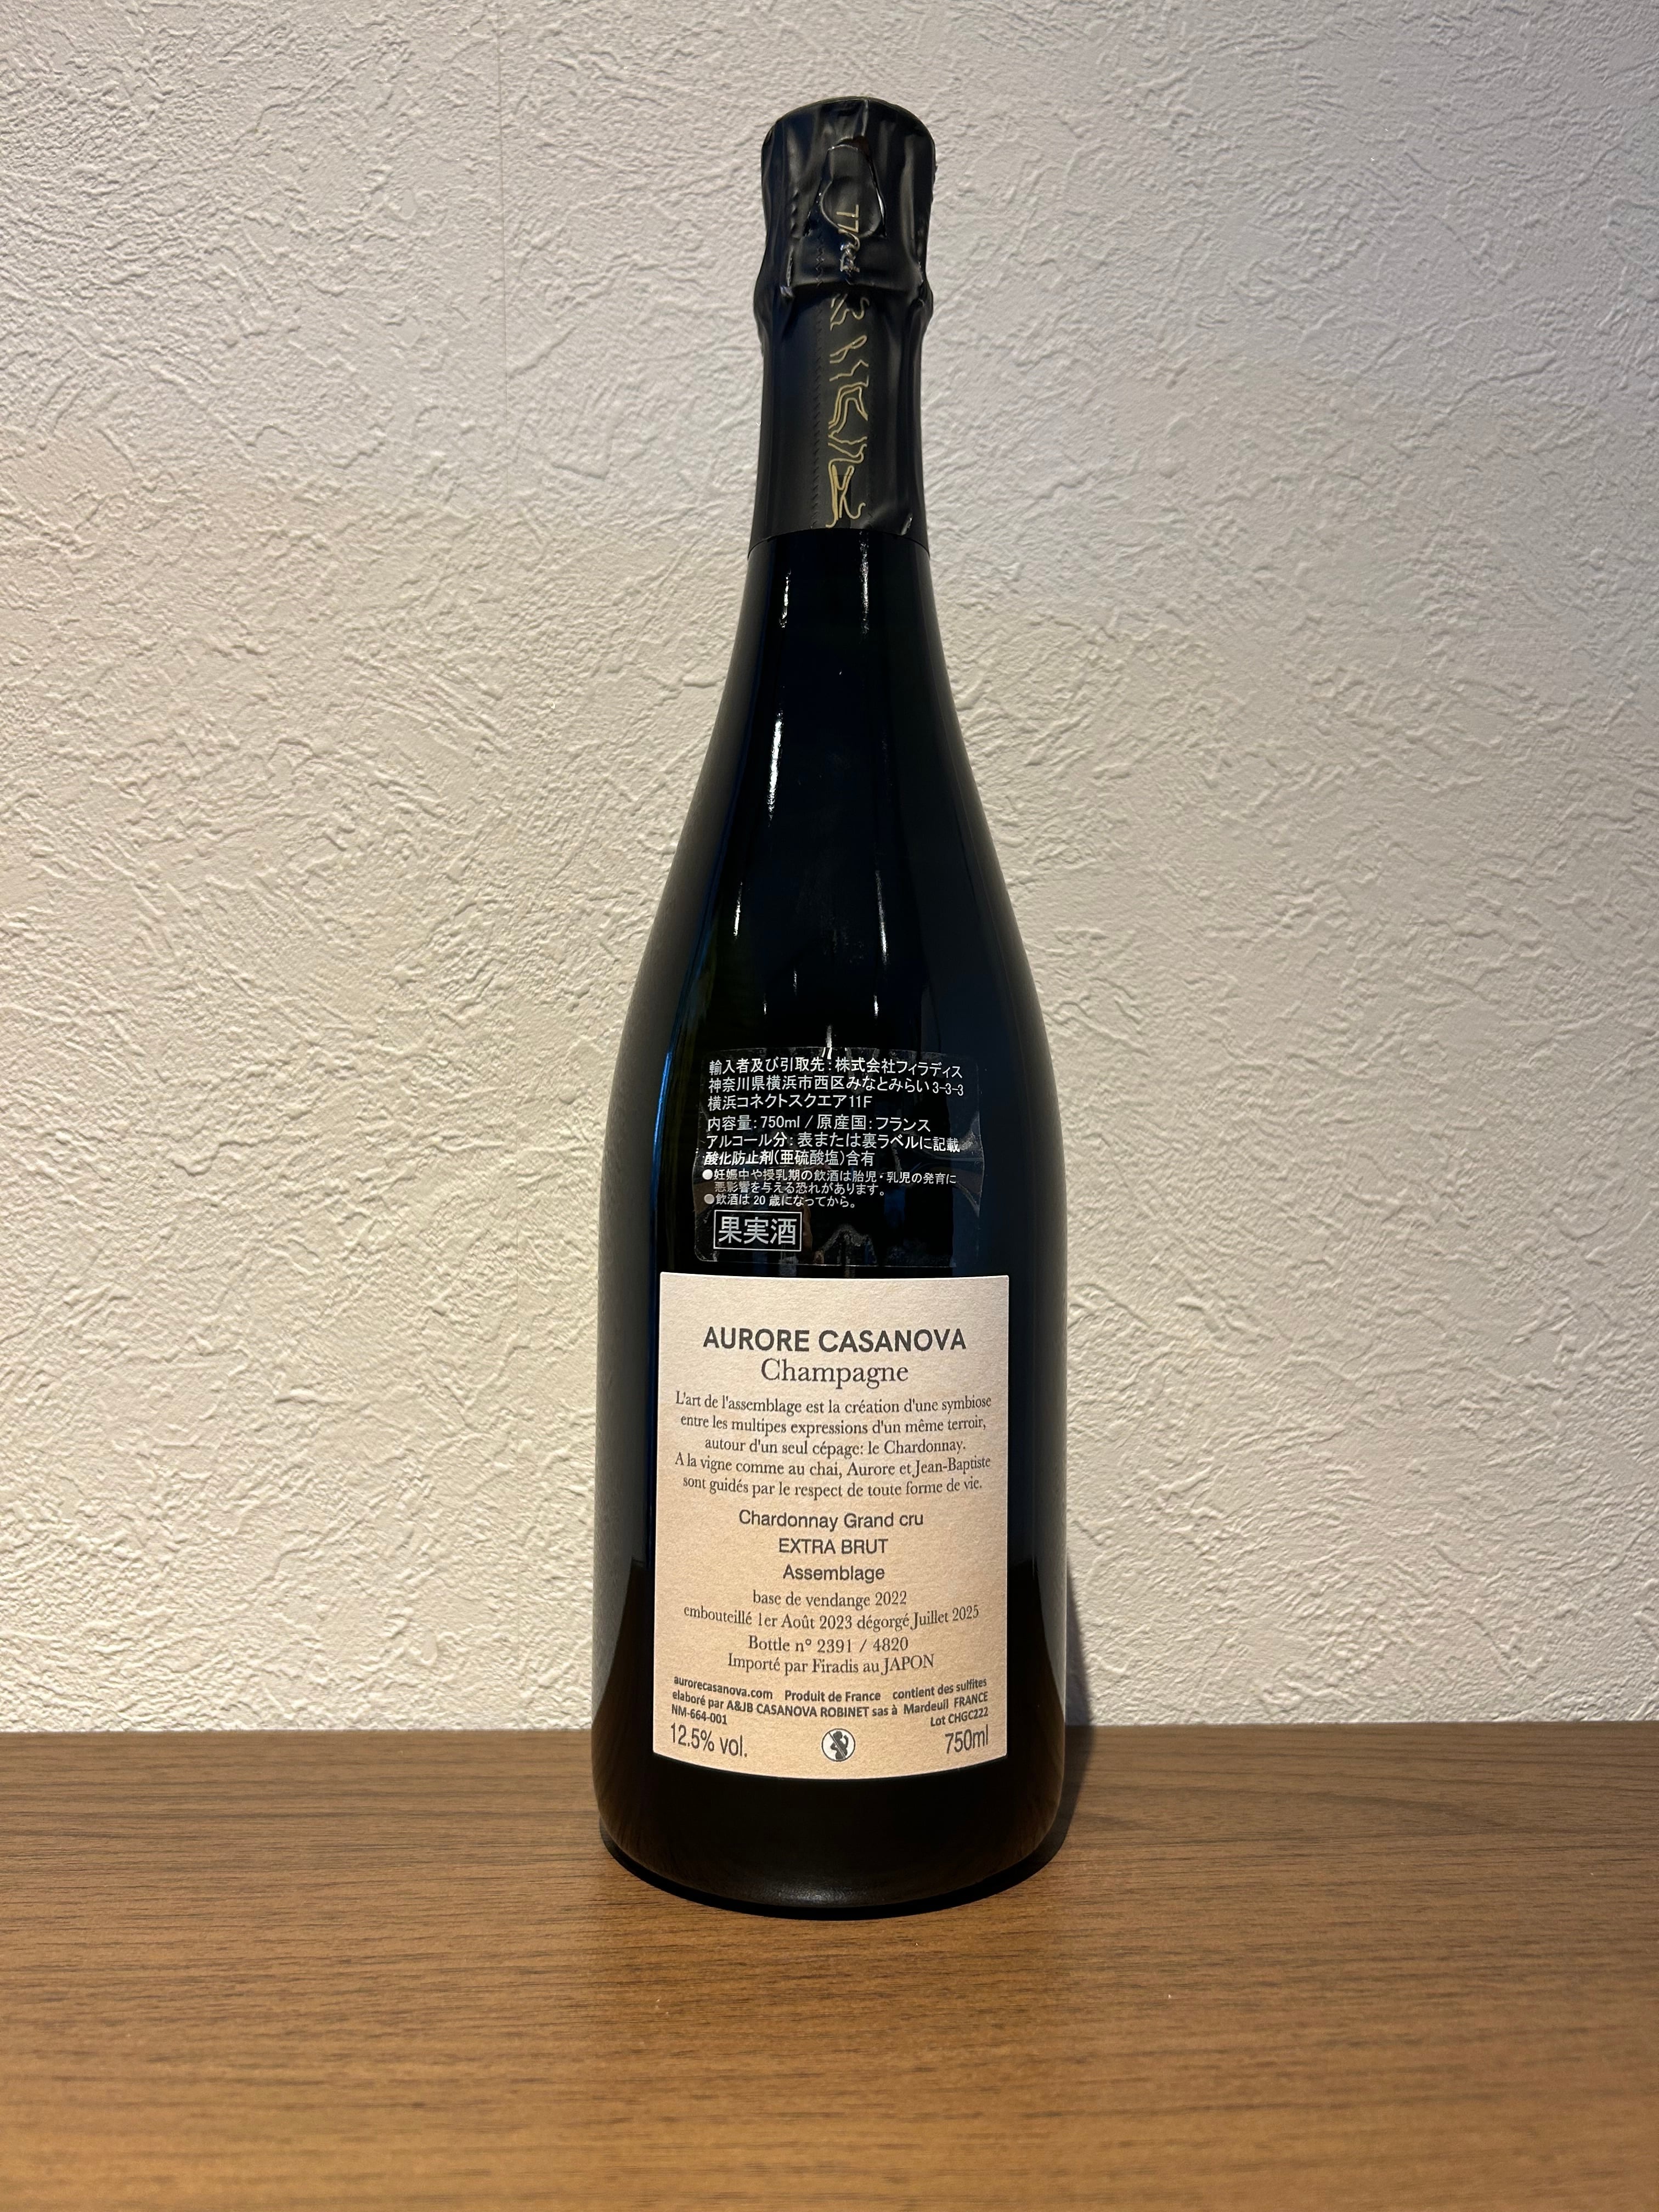 輸入者及び引取先:株式会社フィラディス
神奈川県横浜市西区みなとみらい3-3-3
横浜コネクトスクエア11F
内容量:750ml / 原産国:フランス
アルコール分:表または裏ラベルに記載
酸化防止剤(亜硫酸塩)含有
●妊娠中や授乳期の飲酒は胎児・乳児の発育に
悪影響を与える恐れがあります。
●飲酒は20歳になってから。
果実酒
AURORE CASANOVA
Champagne
L'art de l'assemblage est la création d'une symbiose
entre les multipes expressions d'un même terroir,
autour d'un seul cépage: le Chardonnay.
A la vigne comme au chai, Aurore et Jean-Baptiste
sont guidés par le respect de toute forme de vie.
Chardonnay Grand cru
EXTRA BRUT
Assemblage
base de vendange 2022
embouteillé 1er Août 2023 dégorgé Juillet 2025
Bottle n° 2391 / 4820
Importé par Firadis au JAPON
aurorecasanova.com Produit de France contient des sulfites
elaboré par A&JB CASANOVA ROBINET sas à Mardeuil FRANCE
NM-664-001 Lot CHGC222
12.5% vol. 750ml